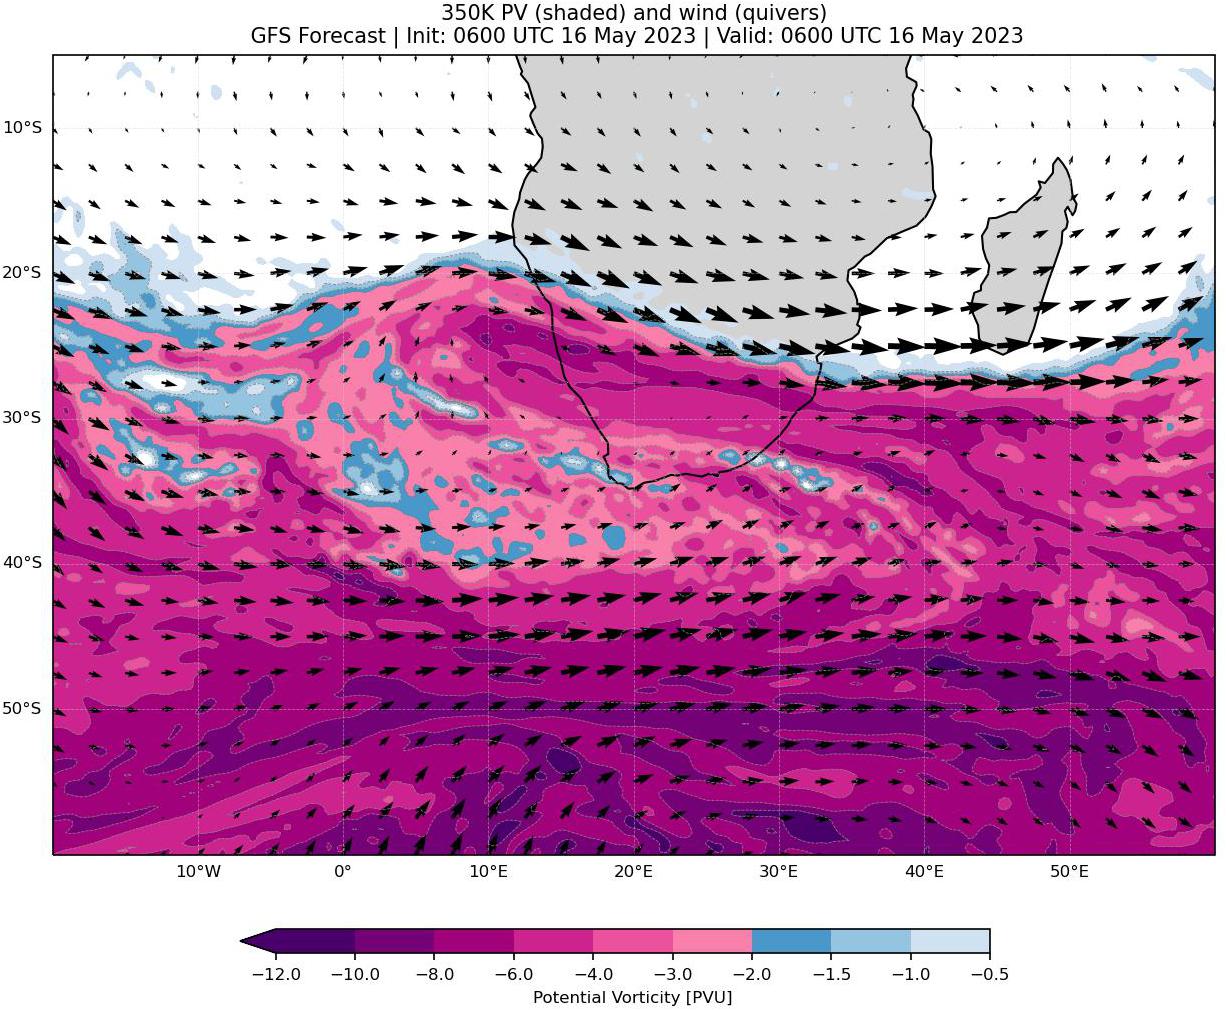 350K PV (shaded) and wind (quivers)
GFS Forecast | Init: 0600 UTC 16 May 2023 | Valid: 0600 UTC 16 May 2023
10°S
20°S
30°S
40°S
50°S
10°W 0° 10°E 20°E 30°E 40°E 50°E
−12.0 −10.0 −8.0 −6.0 −4.0 −3.0 −2.0 −1.5 −1.0 −0.5
Potential Vorticity [PVU]